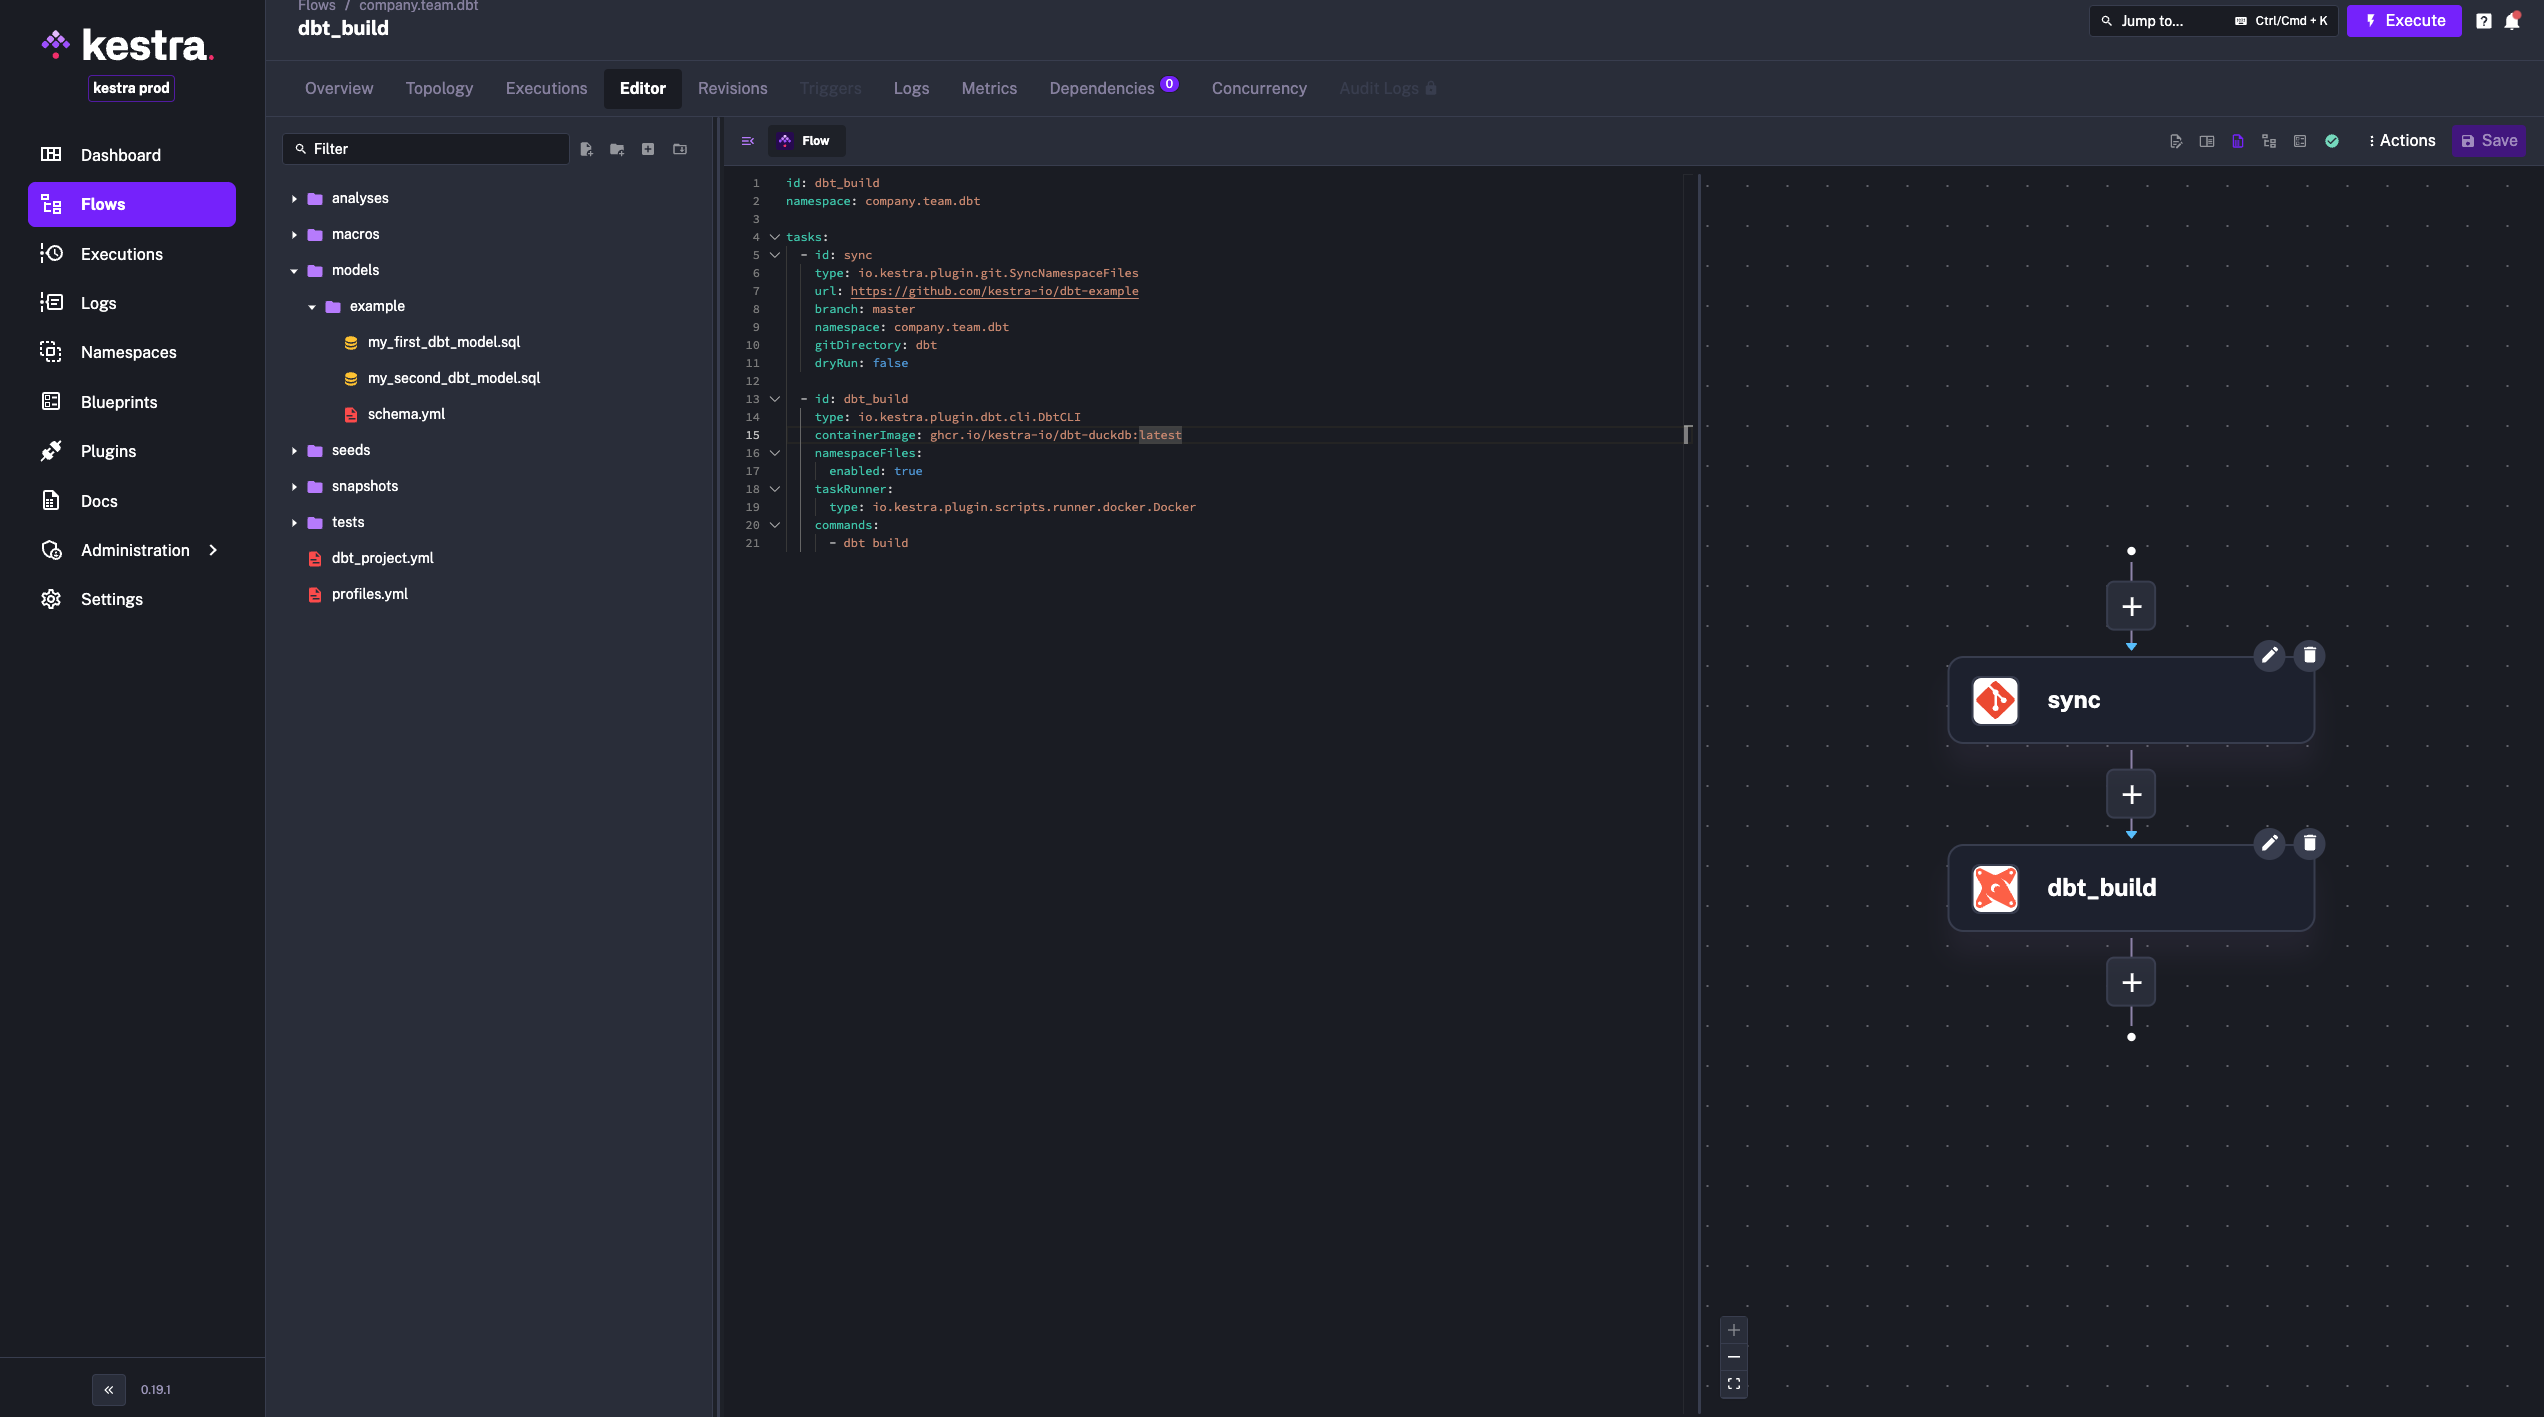 kestra.
kestra prod
Dashboard
Flows
Executions
Logs
Namespaces
Blueprints
Plugins
Docs
Administration
Settings
0.19.1
Flows / company.team.dbt
dbt_build
Jump to... Ctrl/Cmd + K
Execute
Overview Topology Executions Editor Revisions Triggers Logs Metrics Dependencies 0 Concurrency Audit Logs
Filter
analyses
macros
models
example
my_first_dbt_model.sql
my_second_dbt_model.sql
schema.yml
seeds
snapshots
tests
dbt_project.yml
profiles.yml
Flow
Actions
Save
1 id: dbt_build
2 namespace: company.team.dbt
3
4 tasks:
5 - id: sync
6 type: io.kestra.plugin.git.SyncNamespaceFiles
7 url: https://github.com/kestra-io/dbt-example
8 branch: master
9 namespace: company.team.dbt
10 gitDirectory: dbt
11 dryRun: false
12
13 - id: dbt_build
14 type: io.kestra.plugin.dbt.cli.DbtCLI
15 containerImage: ghcr.io/kestra-io/dbt-duckdb:latest
16 namespaceFiles:
17 enabled: true
18 taskRunner:
19 type: io.kestra.plugin.scripts.runner.docker.Docker
20 commands:
21 - dbt build
sync
dbt_build